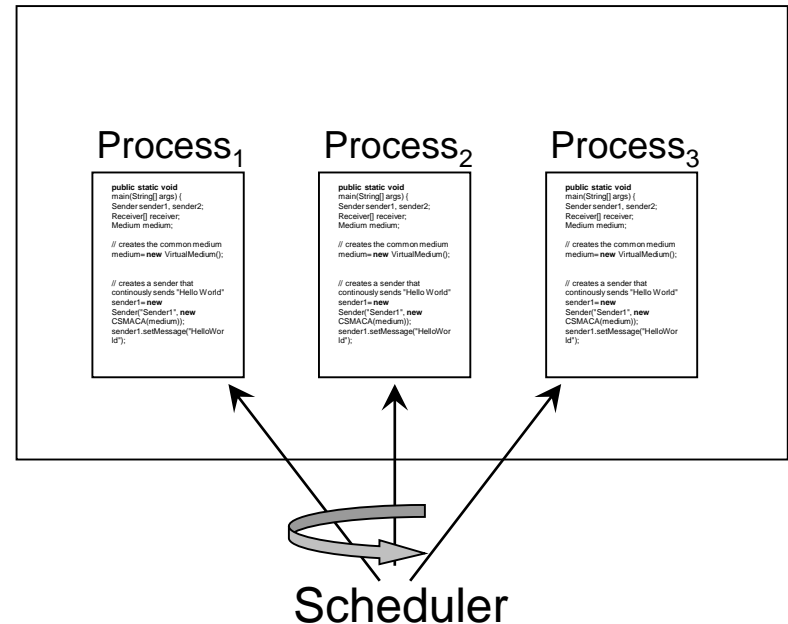 Process1
public static void
main(String[] args) {
Sender sender1, sender2;
Receiver[] receiver;
Medium medium;
// creates the common medium
medium= new VirtualMedium();
// creates a sender that
continously sends "Hello World"
sender1= new
Sender("Sender1", new
CSMACA(medium));
sender1.setMessage("HelloWor
ld");
Process2
public static void
main(String[] args) {
Sender sender1, sender2;
Receiver[] receiver;
Medium medium;
// creates the common medium
medium= new VirtualMedium();
// creates a sender that
continously sends "Hello World"
sender1= new
Sender("Sender1", new
CSMACA(medium));
sender1.setMessage("HelloWor
ld");
Process3
public static void
main(String[] args) {
Sender sender1, sender2;
Receiver[] receiver;
Medium medium;
// creates the common medium
medium= new VirtualMedium();
// creates a sender that
continously sends "Hello World"
sender1= new
Sender("Sender1", new
CSMACA(medium));
sender1.setMessage("HelloWor
ld");
Scheduler